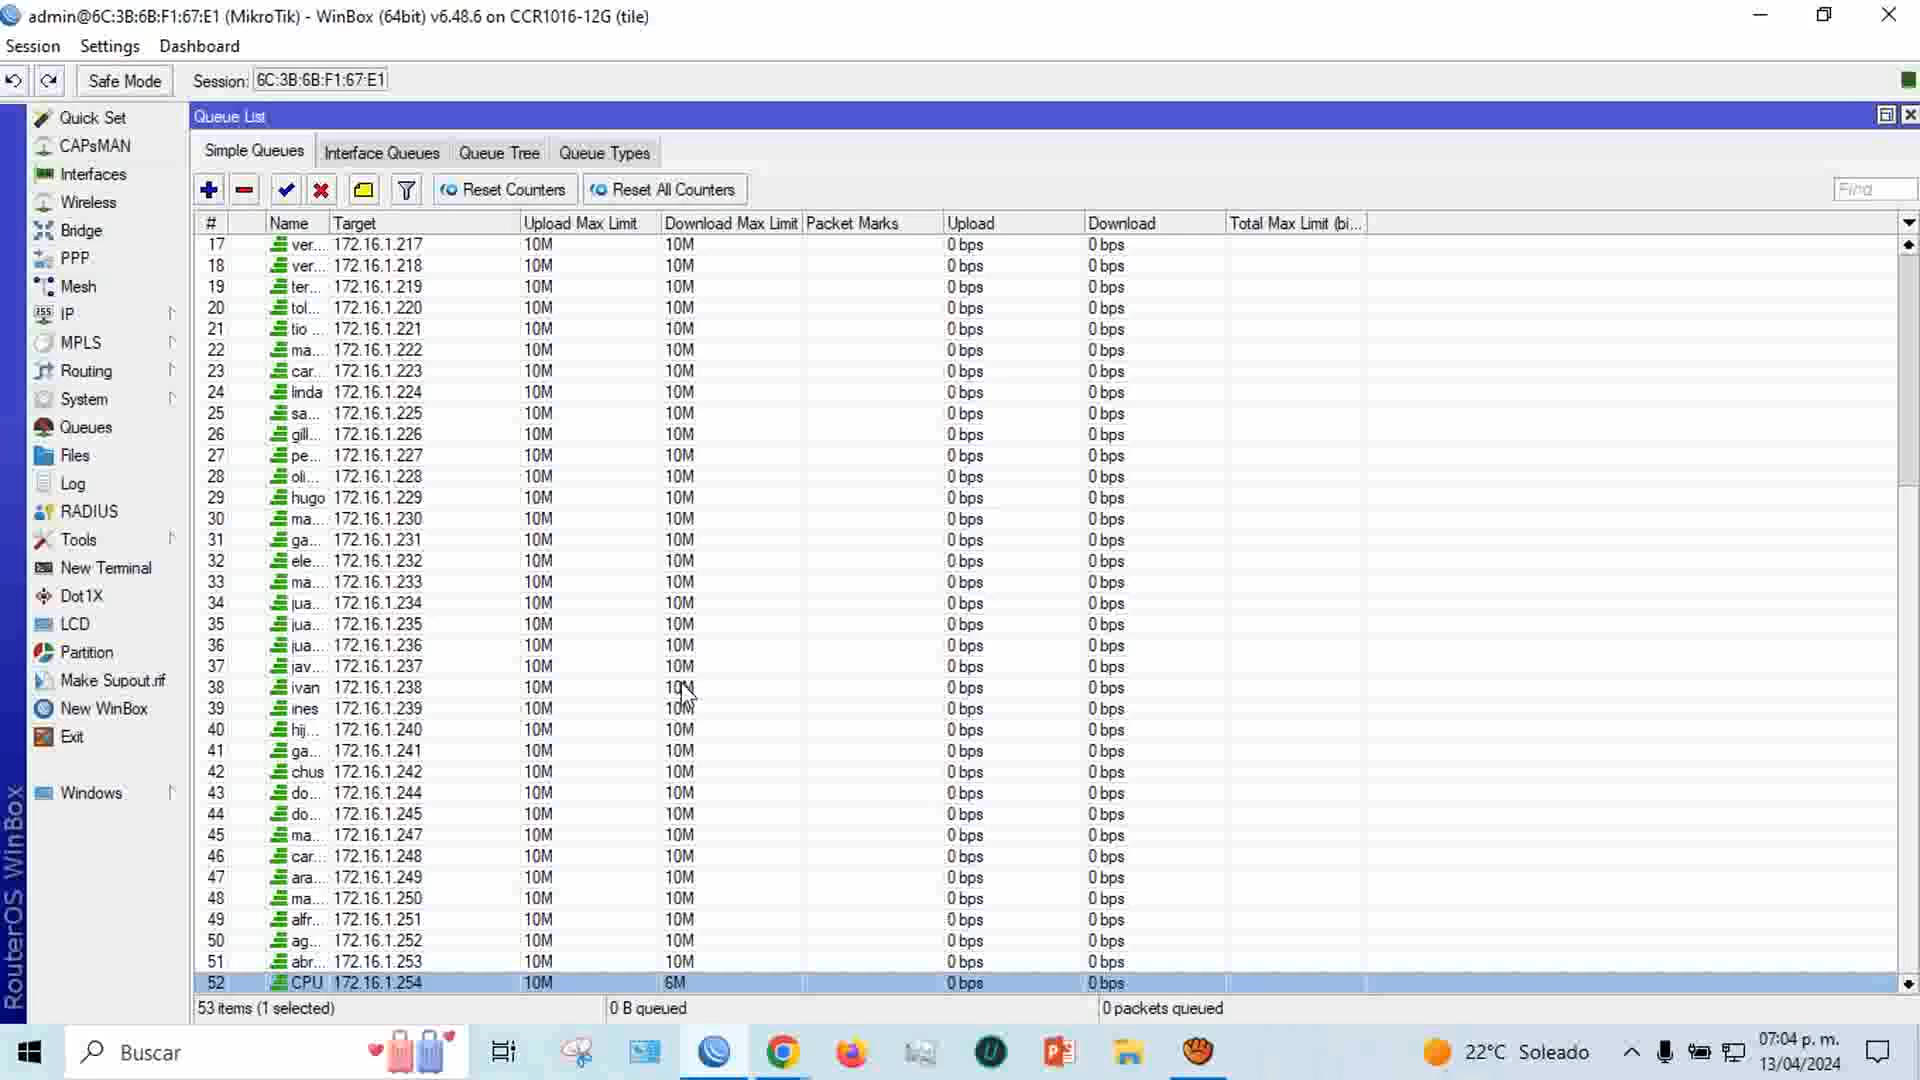 admin@6C:3B:6B:F1:67:E1 (MikroTik) - WinBox (64bit) v6.48.6 on CCR1016-12G (tile)
Session Settings Dashboard
Safe Mode Session: 6C:3B:6B:F1:67:E1
Quick Set
CAPsMAN
Interfaces
Wireless
Bridge
PPP
Mesh
IP
MPLS
Routing
System
Queues
Files
Log
RADIUS
Tools
New Terminal
Dot1X
LCD
Partition
Make Supout.rif
New WinBox
Exit
Windows
RouterOS WinBox
Queue List
Simple Queues Interface Queues Queue Tree Queue Types
Reset Counters Reset All Counters Find
# Name Target Upload Max Limit Download Max Limit Packet Marks Upload Download Total Max Limit (bi...
17 ver... 172.16.1.217 10M 10M 0 bps 0 bps
18 ver... 172.16.1.218 10M 10M 0 bps 0 bps
19 ter... 172.16.1.219 10M 10M 0 bps 0 bps
20 tol... 172.16.1.220 10M 10M 0 bps 0 bps
21 tio ... 172.16.1.221 10M 10M 0 bps 0 bps
22 ma... 172.16.1.222 10M 10M 0 bps 0 bps
23 car... 172.16.1.223 10M 10M 0 bps 0 bps
24 linda 172.16.1.224 10M 10M 0 bps 0 bps
25 sa... 172.16.1.225 10M 10M 0 bps 0 bps
26 gill... 172.16.1.226 10M 10M 0 bps 0 bps
27 pe... 172.16.1.227 10M 10M 0 bps 0 bps
28 oli... 172.16.1.228 10M 10M 0 bps 0 bps
29 hugo 172.16.1.229 10M 10M 0 bps 0 bps
30 ma... 172.16.1.230 10M 10M 0 bps 0 bps
31 ga... 172.16.1.231 10M 10M 0 bps 0 bps
32 ele... 172.16.1.232 10M 10M 0 bps 0 bps
33 ma... 172.16.1.233 10M 10M 0 bps 0 bps
34 jua... 172.16.1.234 10M 10M 0 bps 0 bps
35 jua... 172.16.1.235 10M 10M 0 bps 0 bps
36 jua... 172.16.1.236 10M 10M 0 bps 0 bps
37 jav... 172.16.1.237 10M 10M 0 bps 0 bps
38 ivan 172.16.1.238 10M 10M 0 bps 0 bps
39 ines 172.16.1.239 10M 10M 0 bps 0 bps
40 hij... 172.16.1.240 10M 10M 0 bps 0 bps
41 ga... 172.16.1.241 10M 10M 0 bps 0 bps
42 chus 172.16.1.242 10M 10M 0 bps 0 bps
43 do... 172.16.1.244 10M 10M 0 bps 0 bps
44 do... 172.16.1.245 10M 10M 0 bps 0 bps
45 ma... 172.16.1.247 10M 10M 0 bps 0 bps
46 car... 172.16.1.248 10M 10M 0 bps 0 bps
47 ara... 172.16.1.249 10M 10M 0 bps 0 bps
48 ma... 172.16.1.250 10M 10M 0 bps 0 bps
49 alfr... 172.16.1.251 10M 10M 0 bps 0 bps
50 ag... 172.16.1.252 10M 10M 0 bps 0 bps
51 abr... 172.16.1.253 10M 10M 0 bps 0 bps
52 CPU 172.16.1.254 10M 6M 0 bps 0 bps
53 items (1 selected) 0 B queued 0 packets queued
Buscar 22°C Soleado 07:04 p. m.
13/04/2024